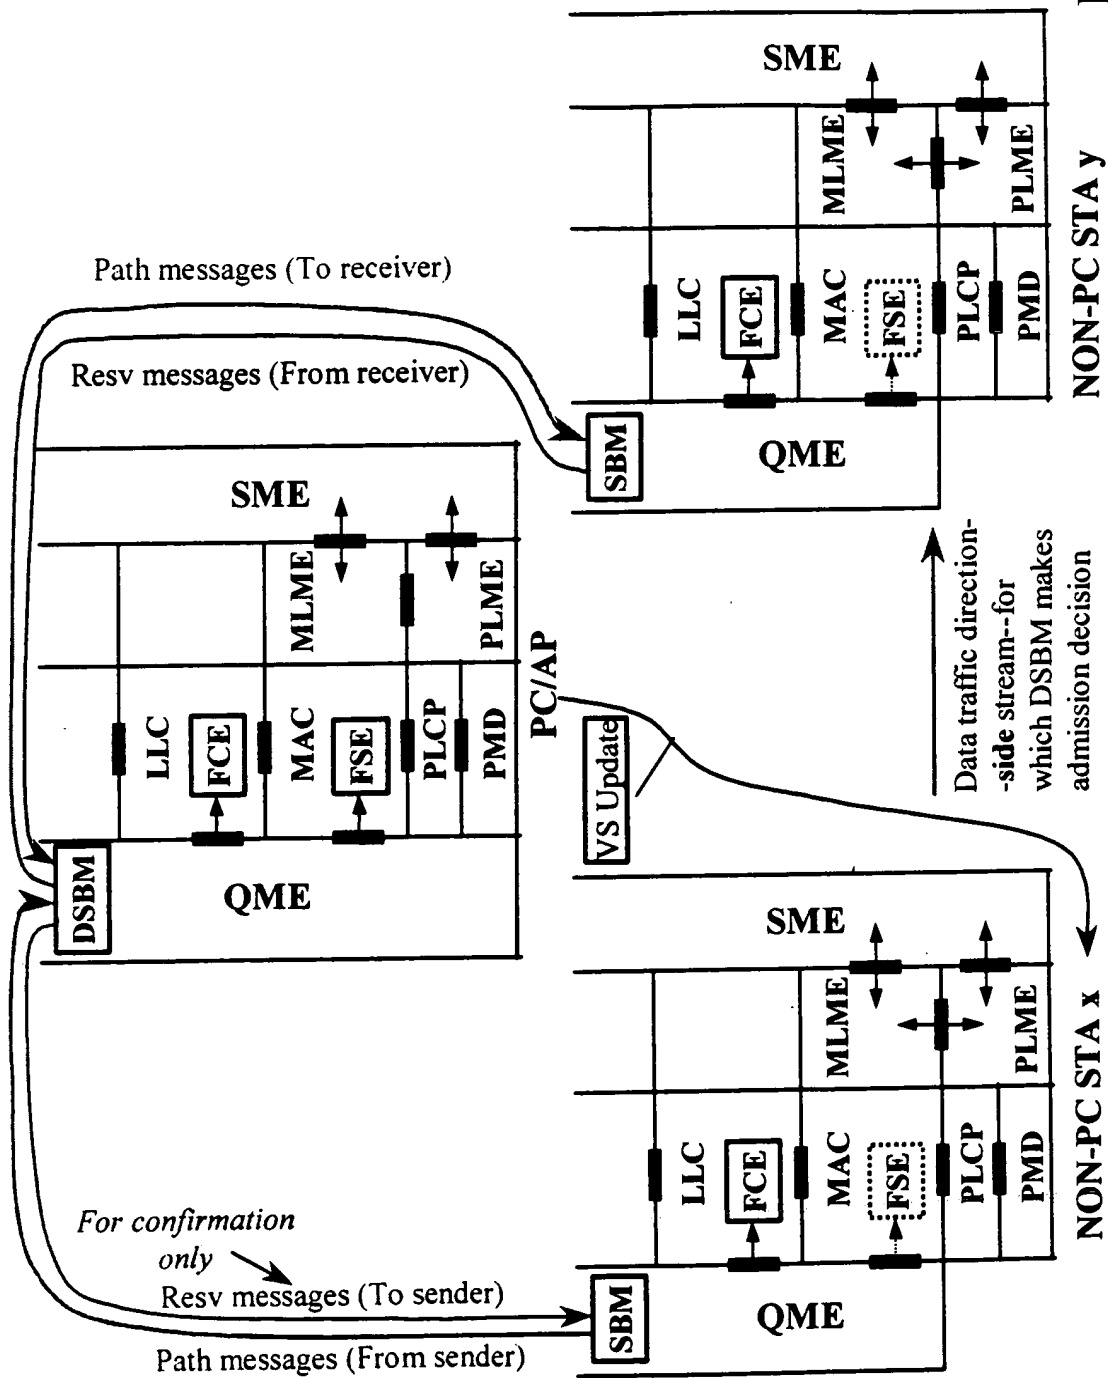 Path messages (To receiver)
Resv messages (From receiver)
DSBM
QME
LLC
FCE
MAC
FSE
PLCP
PMD
MLME
PLME
SME
PC/AP
SBM
QME
LLC
FCE
MAC
FSE
PLCP
PMD
MLME
PLME
SME
NON-PC STA y
VS Update
Data traffic direction-
-side stream--for
which DSBM makes
admission decision
For confirmation
only
Resv messages (To sender)
Path messages (From sender)
SBM
QME
LLC
FCE
MAC
FSE
PLCP
PMD
MLME
PLME
SME
NON-PC STA x